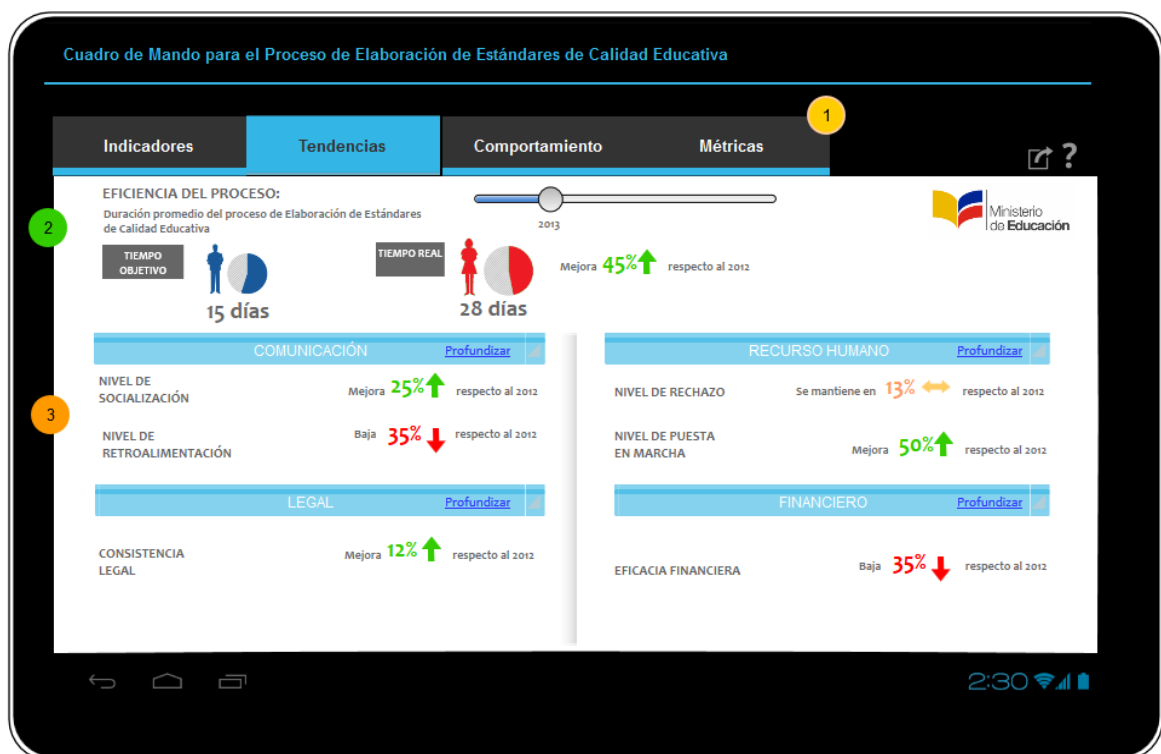 Cuadro de Mando para el Proceso de Elaboración de Estándares de Calidad Educativa
1
Indicadores
Tendencias
Comportamiento
Métricas
?
2
EFICIENCIA DEL PROCESO:
Duración promedio del proceso de Elaboración de Estándares
de Calidad Educativa
2013
Ministerio
de Educación
TIEMPO
OBJETIVO
15 días
TIEMPO REAL
28 días
Mejora 45% respecto al 2012
3
COMUNICACIÓN Profundizar
NIVEL DE
SOCIALIZACIÓN
Mejora 25% respecto al 2012
NIVEL DE
RETROALIMENTACIÓN
Baja 35% respecto al 2012
RECURSO HUMANO Profundizar
NIVEL DE RECHAZO
Se mantiene en 13% respecto al 2012
NIVEL DE PUESTA
EN MARCHA
Mejora 50% respecto al 2012
LEGAL Profundizar
CONSISTENCIA
LEGAL
Mejora 12% respecto al 2012
FINANCIERO Profundizar
EFICACIA FINANCIERA
Baja 35% respecto al 2012
2:30